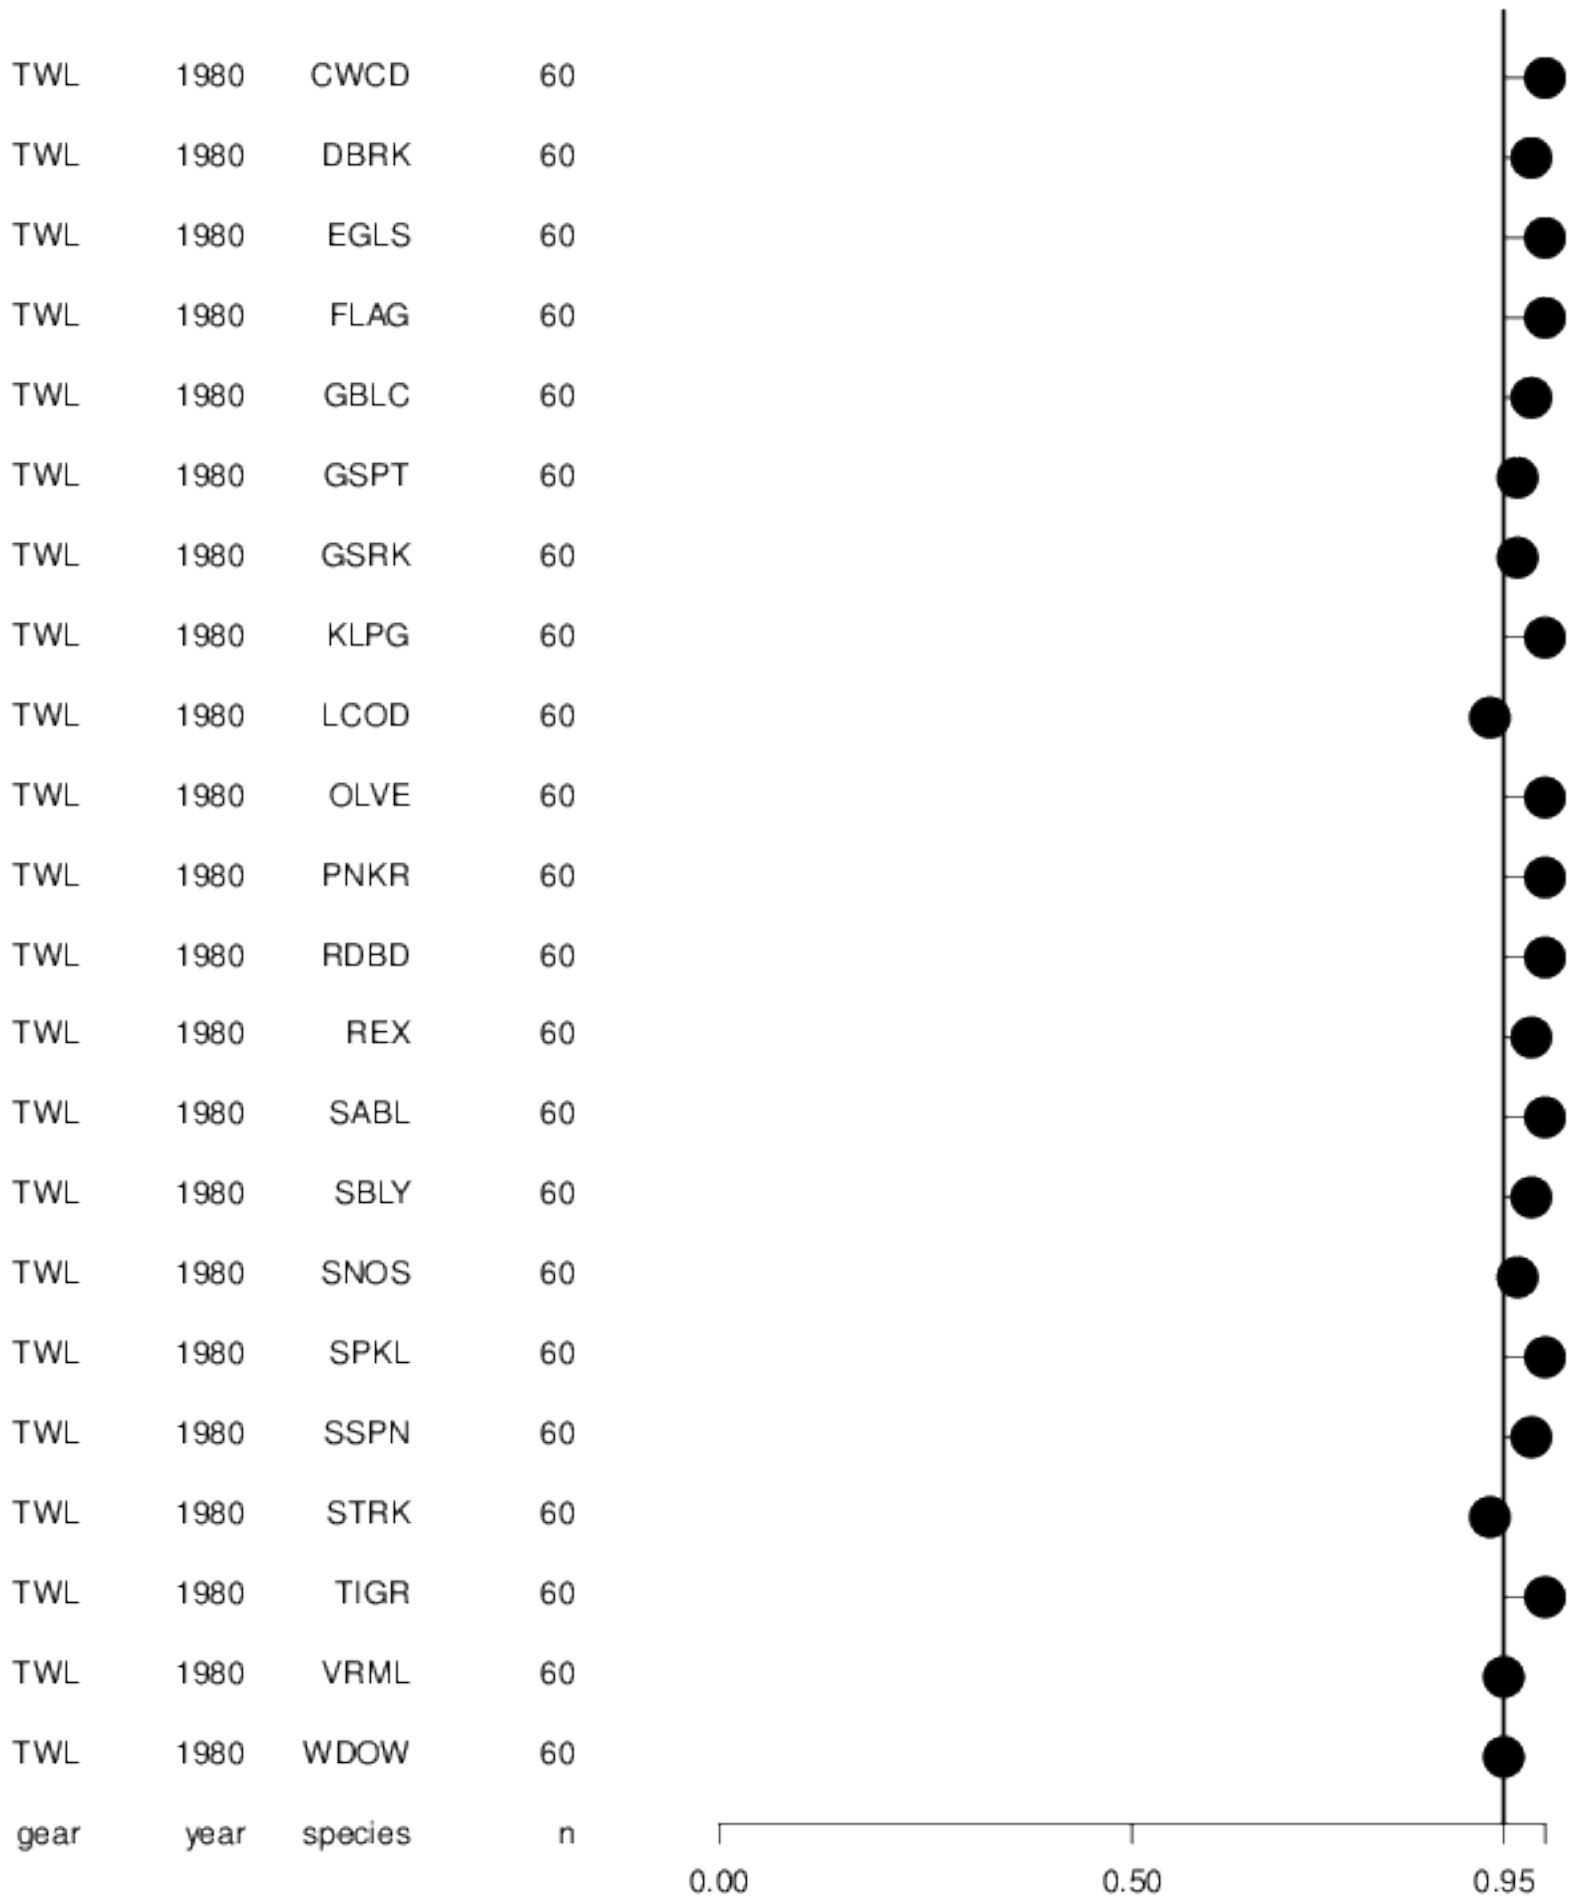 TWL 1980 CWCD 60
TWL 1980 DBRK 60
TWL 1980 EGLS 60
TWL 1980 FLAG 60
TWL 1980 GBLC 60
TWL 1980 GSPT 60
TWL 1980 GSRK 60
TWL 1980 KLPG 60
TWL 1980 LCOD 60
TWL 1980 OLVE 60
TWL 1980 PNKR 60
TWL 1980 RDBD 60
TWL 1980 REX 60
TWL 1980 SABL 60
TWL 1980 SBLY 60
TWL 1980 SNOS 60
TWL 1980 SPKL 60
TWL 1980 SSPN 60
TWL 1980 STRK 60
TWL 1980 TIGR 60
TWL 1980 VRML 60
TWL 1980 WDOW 60
gear year species n
0.00 0.50 0.95